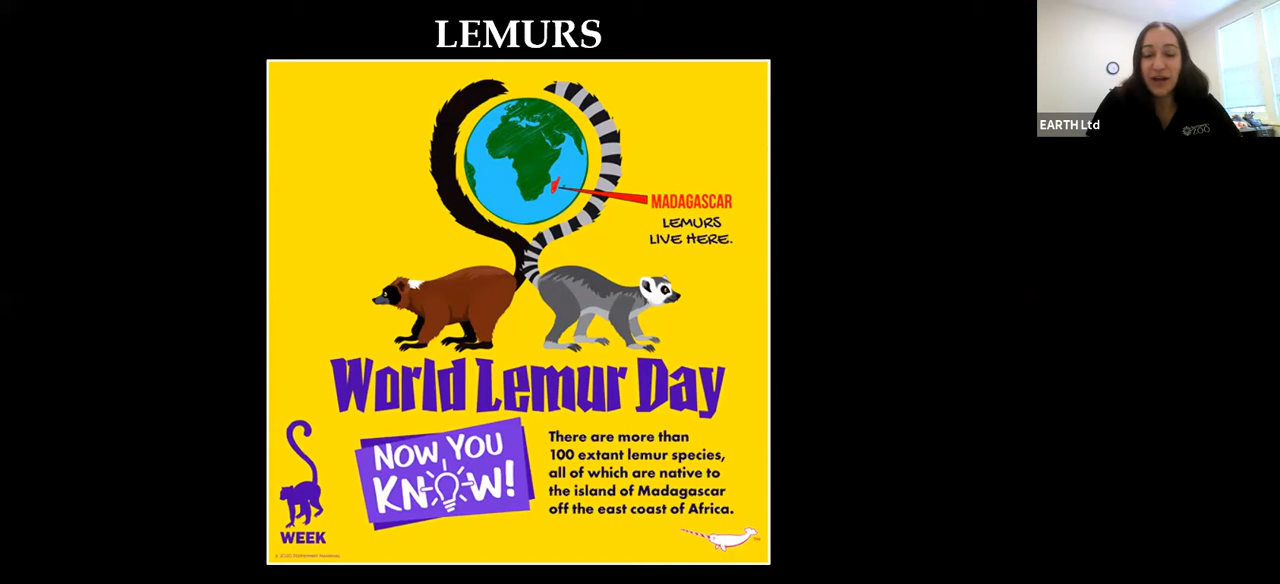 LEMURS
EARTH Ltd
ZOO
MADAGASCAR
LEMURS
LIVE HERE.
World Lemur Day
NOW YOU
KNOW!
There are more than
100 extant lemur species,
all of which are native to
the island of Madagascar
off the east coast of Africa.
WEEK